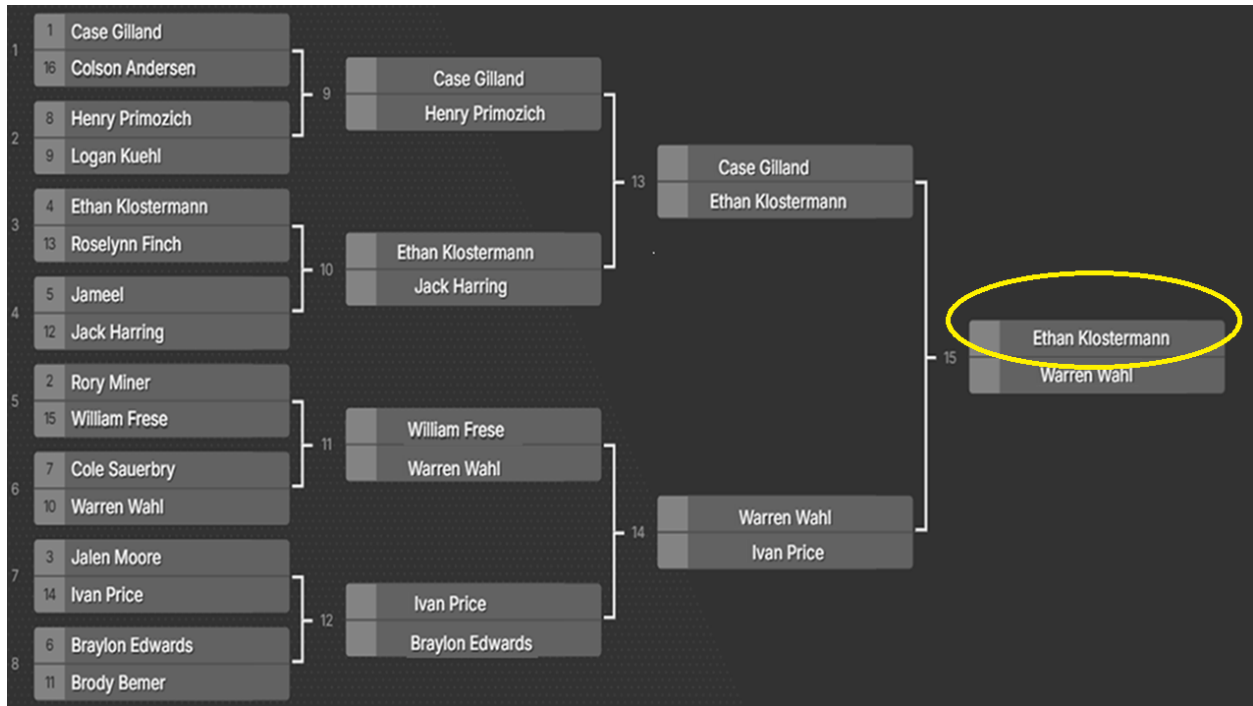 1
1 Case Gilland
16 Colson Andersen
2
8 Henry Primozich
9 Logan Kuehl
3
4 Ethan Klostermann
13 Roselynn Finch
4
5 Jameel
12 Jack Harring
5
2 Rory Miner
15 William Frese
6
7 Cole Sauerbry
10 Warren Wahl
7
3 Jalen Moore
14 Ivan Price
8
6 Braylon Edwards
11 Brody Bemer
9
Case Gilland
Henry Primozich
10
Ethan Klostermann
Jack Harring
11
William Frese
Warren Wahl
12
Ivan Price
Braylon Edwards
13
Case Gilland
Ethan Klostermann
14
Warren Wahl
Ivan Price
15
Ethan Klostermann
Warren Wahl